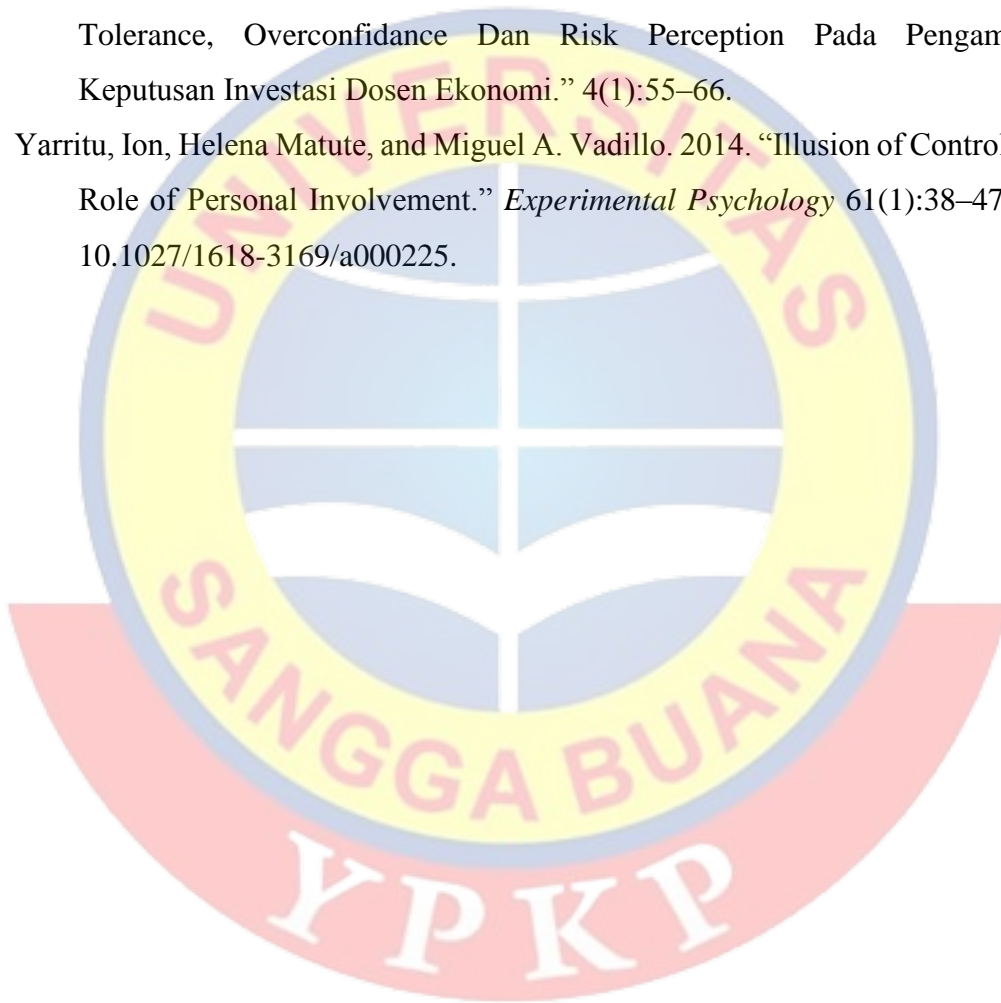 Tolerance, Overconfidance Dan Risk Perception Pada Pengam
Keputusan Investasi Dosen Ekonomi.” 4(1):55–66.
Yarritu, Ion, Helena Matute, and Miguel A. Vadillo. 2014. “Illusion of Control
Role of Personal Involvement.” Experimental Psychology 61(1):38–47
10.1027/1618-3169/a000225.
UNIVERSITAS
SANGGA BUANA
YPKP